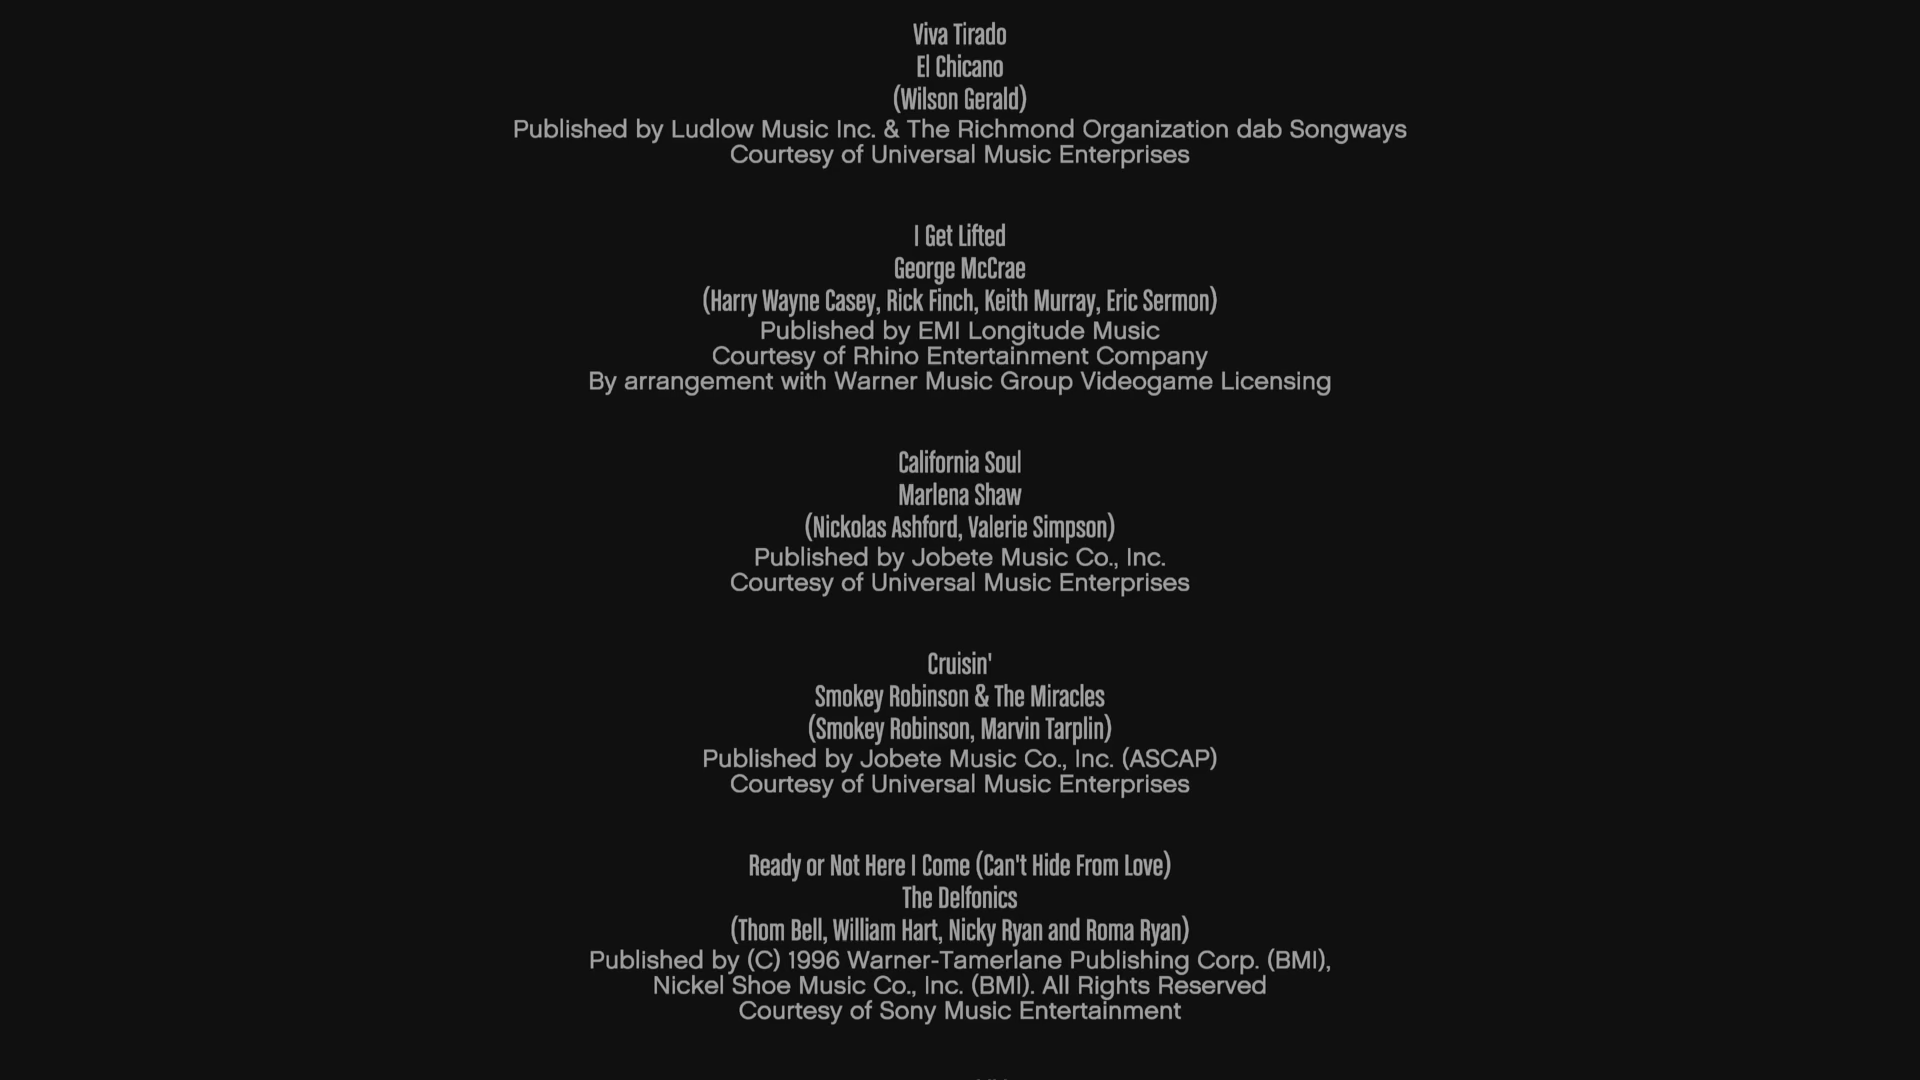 Viva Tirado
El Chicano
(Wilson Gerald)
Published by Ludlow Music Inc. & The Richmond Organization dab Songways
Courtesy of Universal Music Enterprises
I Get Lifted
George McCrae
(Harry Wayne Casey, Rick Finch, Keith Murray, Eric Sermon)
Published by EMI Longitude Music
Courtesy of Rhino Entertainment Company
By arrangement with Warner Music Group Videogame Licensing
California Soul
Marlena Shaw
(Nickolas Ashford, Valerie Simpson)
Published by Jobete Music Co., Inc.
Courtesy of Universal Music Enterprises
Cruisin'
Smokey Robinson & The Miracles
(Smokey Robinson, Marvin Tarplin)
Published by Jobete Music Co., Inc. (ASCAP)
Courtesy of Universal Music Enterprises
Ready or Not Here I Come (Can't Hide From Love)
The Delfonics
(Thom Bell, William Hart, Nicky Ryan and Roma Ryan)
Published by (C) 1996 Warner-Tamerlane Publishing Corp. (BMI),
Nickel Shoe Music Co., Inc. (BMI). All Rights Reserved
Courtesy of Sony Music Entertainment